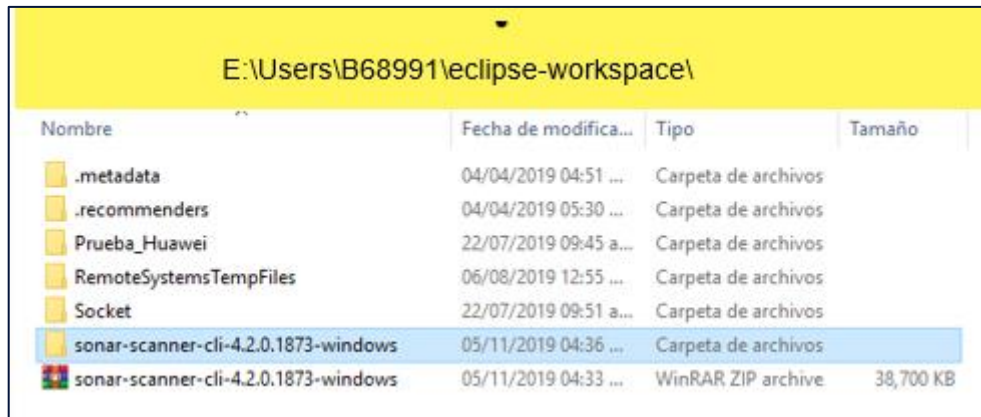 E:\Users\B68991\eclipse-workspace\
Nombre Fecha de modifica... Tipo Tamaño
.metadata 04/04/2019 04:51 ... Carpeta de archivos
.recommenders 04/04/2019 05:30 ... Carpeta de archivos
Prueba_Huawei 22/07/2019 09:45 a... Carpeta de archivos
RemoteSystemsTempFiles 06/08/2019 12:55 ... Carpeta de archivos
Socket 22/07/2019 09:51 a... Carpeta de archivos
sonar-scanner-cli-4.2.0.1873-windows 05/11/2019 04:36 ... Carpeta de archivos
sonar-scanner-cli-4.2.0.1873-windows 05/11/2019 04:33 ... WinRAR ZIP archive 38,700 KB